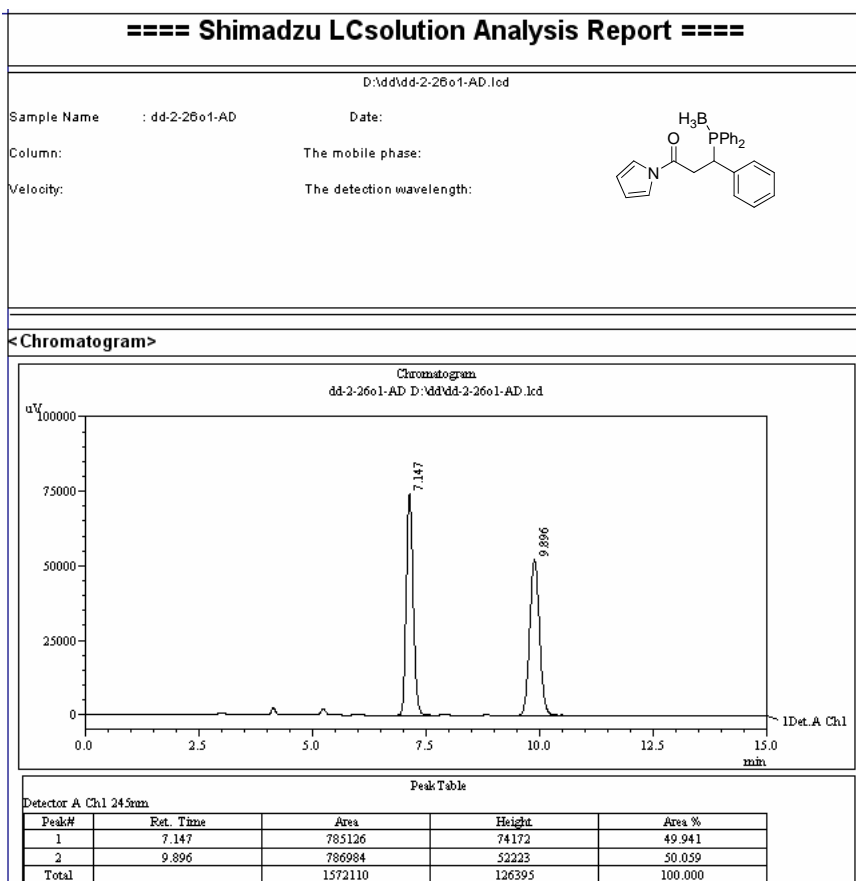 ==== Shimadzu LCsolution Analysis Report ====
D:\dd\dd-2-26o1-AD.lcd
Sample Name : dd-2-26o1-AD Date:
Column: The mobile phase:
Velocity: The detection wavelength:
H3B
O PPh2
N
<Chromatogram>
Chromatogram
dd-2-26o1-AD D:\dd\dd-2-26o1-AD.lcd
uV
100000
75000
50000
25000
0
7.147
9.896
1Det.A Ch1
0.0 2.5 5.0 7.5 10.0 12.5 15.0
min
PeakTable
Detector A Ch1 245nm
Peak# Ret. Time Area Height Area %
1 7.147 785126 74172 49.941
2 9.896 786984 52223 50.059
Total 1572110 126395 100.000